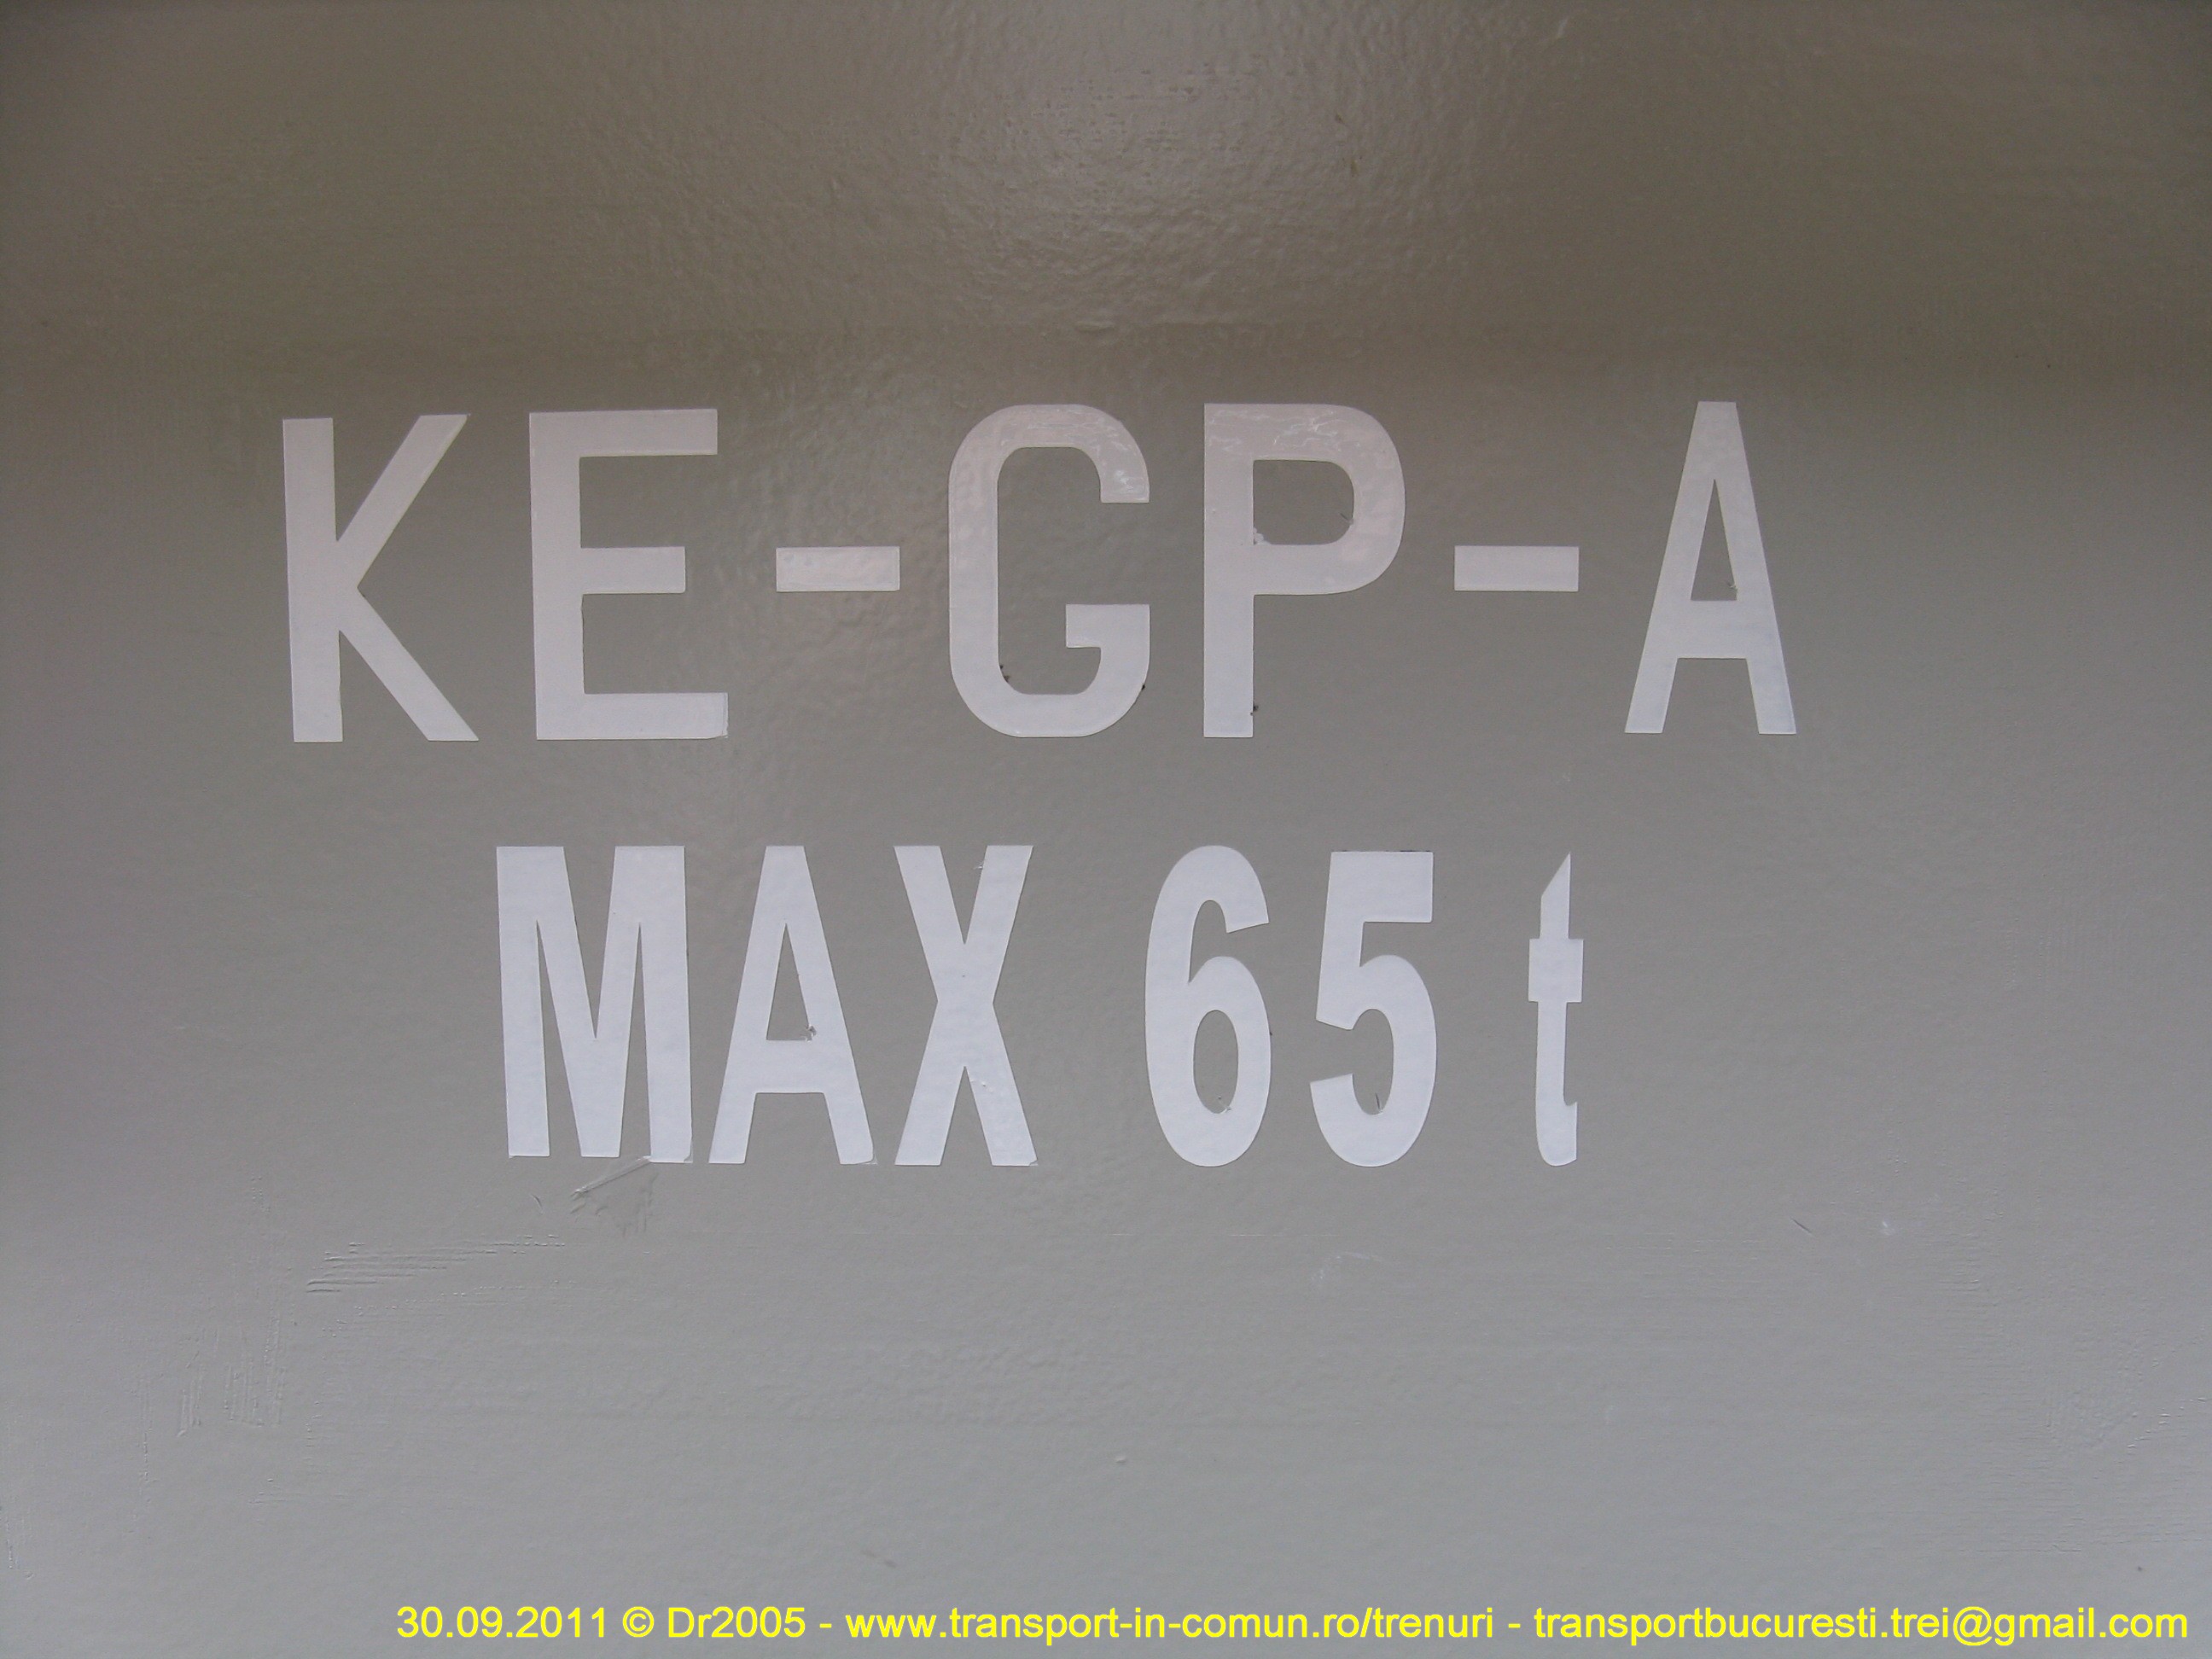 KE-GP-A
MAX 65 t
30.09.2011 © Dr2005 - www.transport-in-comun.ro/trenuri - transportbucuresti.trei@gmail.com